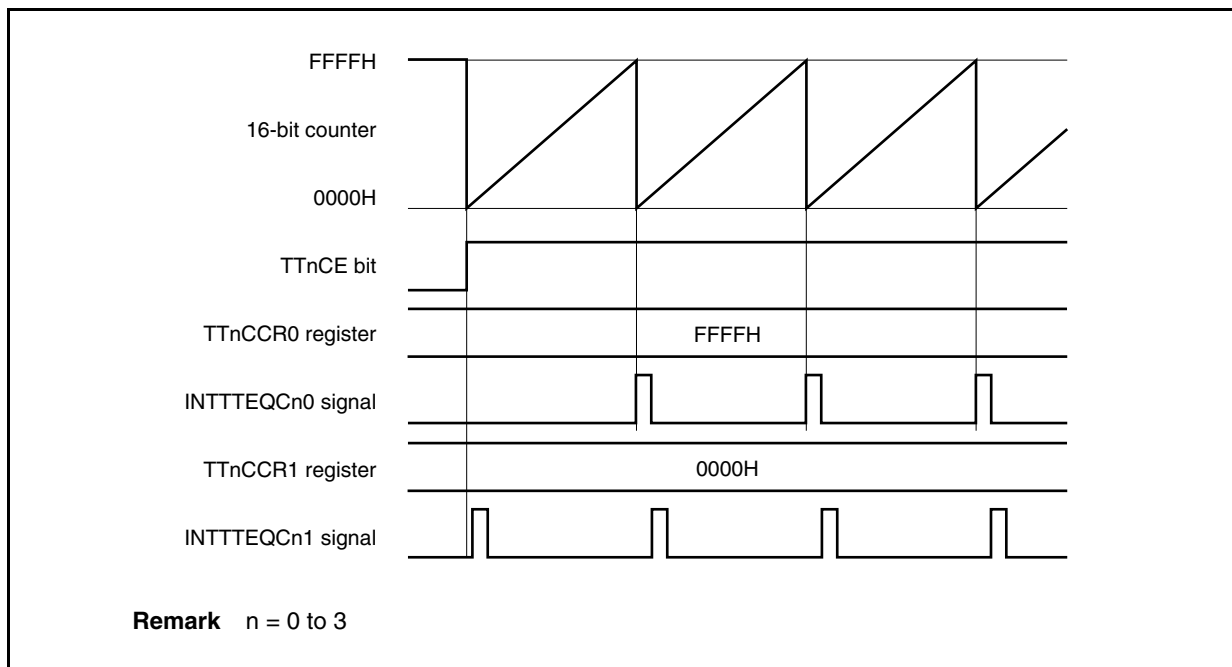 FFFFH
16-bit counter
0000H
TTnCE bit
TTnCCR0 register
FFFFH
INTTTEQCn0 signal
TTnCCR1 register
0000H
INTTTEQCn1 signal
Remark n = 0 to 3